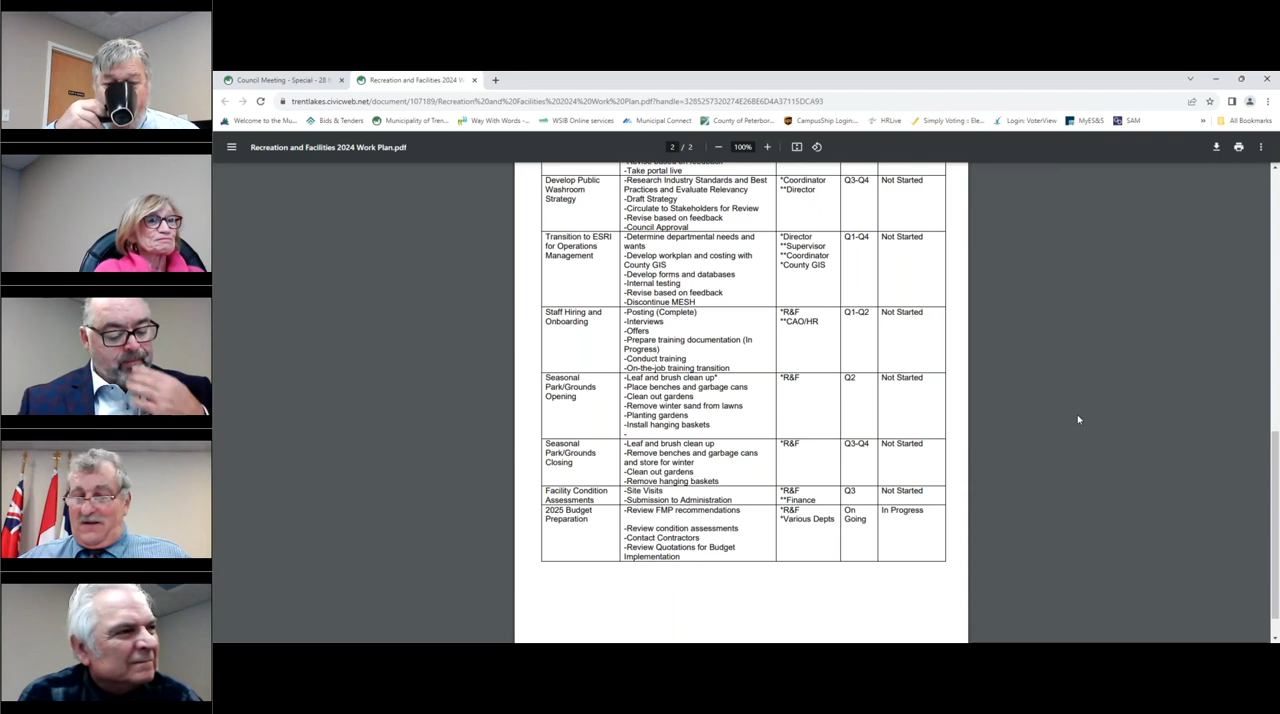 Council Meeting - Special - 28
Recreation and Facilities 2024 W
trentlakes.civicweb.net/document/107189/Recreation%20and%20Facilities%202024%20Work%20Plan.pdf?handle=3285257320274E26BE6D4A37115DCA93
Welcome to the Mu... Bids & Tenders Municipality of Tren... Way With Words -... WSIB Online services Municipal Connect County of Peterbor... CampusShip Login:... HRLive Simply Voting :: Ele... Login: VoterView MyES&S SAM » All Bookmarks
Recreation and Facilities 2024 Work Plan.pdf 2 / 2 100%
-Take portal live
Develop Public
Washroom
Strategy
-Research Industry Standards and Best
Practices and Evaluate Relevancy
-Draft Strategy
-Circulate to Stakeholders for Review
-Revise based on feedback
-Council Approval
*Coordinator
**Director
Q3-Q4
Not Started
Transition to ESRI
for Operations
Management
-Determine departmental needs and
wants
-Develop workplan and costing with
County GIS
-Develop forms and databases
-Internal testing
-Revise based on feedback
-Discontinue MESH
*Director
**Supervisor
**Coordinator
*County GIS
Q1-Q4
Not Started
Staff Hiring and
Onboarding
-Posting (Complete)
-Interviews
-Offers
-Prepare training documentation (In
Progress)
-Conduct training
-On-the-job training transition
*R&F
**CAO/HR
Q1-Q2
Not Started
Seasonal
Park/Grounds
Opening
-Leaf and brush clean up*
-Place benches and garbage cans
-Clean out gardens
-Remove winter sand from lawns
-Planting gardens
-Install hanging baskets
-
*R&F
Q2
Not Started
Seasonal
Park/Grounds
Closing
-Leaf and brush clean up
-Remove benches and garbage cans
and store for winter
-Clean out gardens
-Remove hanging baskets
*R&F
Q3-Q4
Not Started
Facility Condition
Assessments
-Site Visits
-Submission to Administration
*R&F
**Finance
Q3
Not Started
2025 Budget
Preparation
-Review FMP recommendations
-Review condition assessments
-Contact Contractors
-Review Quotations for Budget
Implementation
*R&F
*Various Depts
On
Going
In Progress